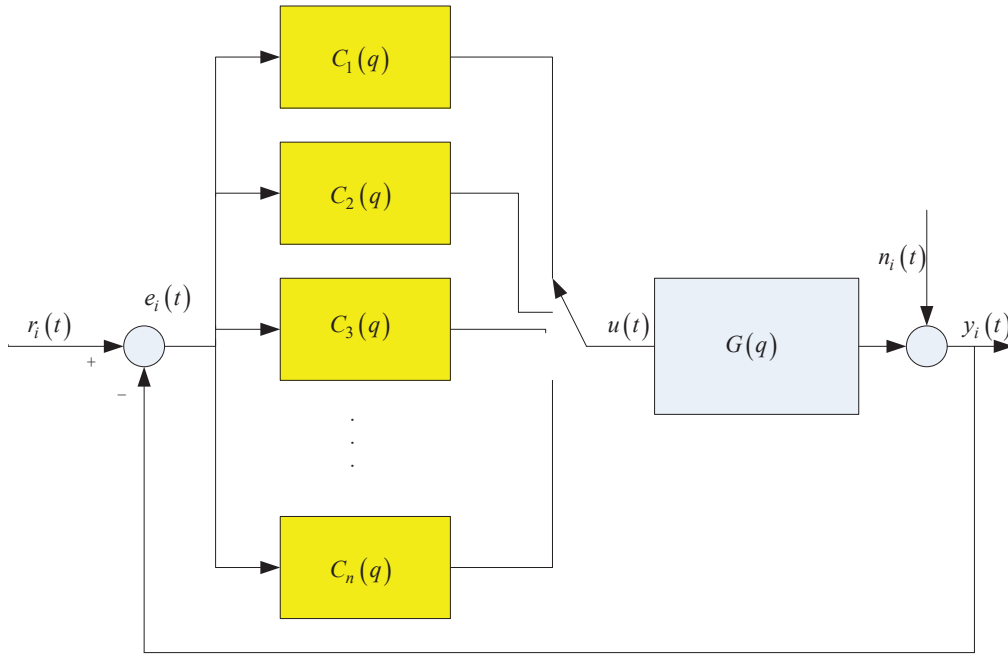 C₁(q)
C₂(q)
nᵢ(t)
eᵢ(t)
rᵢ(t)
C₃(q)
u(t)
G(q)
yᵢ(t)
+
−
.
.
.
Cₙ(q)